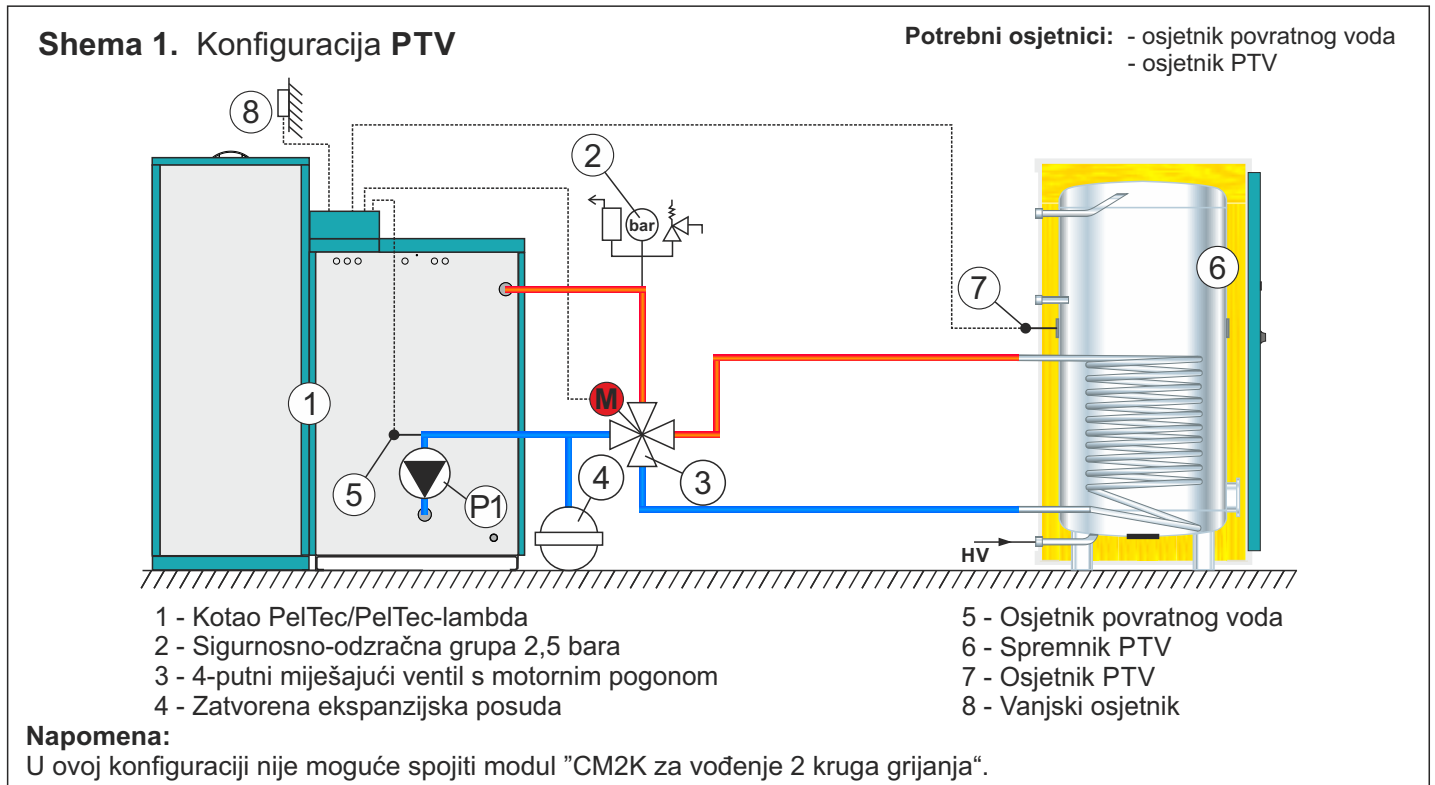 Shema 1. Konfiguracija PTV
Potrebni osjetnici: - osjetnik povratnog voda
- osjetnik PTV
8
2
bar
6
7
1
M
5
P1
4
3
HV
1 - Kotao PelTec/PelTec-lambda
2 - Sigurnosno-odzračna grupa 2,5 bara
3 - 4-putni miješajući ventil s motornim pogonom
4 - Zatvorena ekspanzijska posuda
5 - Osjetnik povratnog voda
6 - Spremnik PTV
7 - Osjetnik PTV
8 - Vanjski osjetnik
Napomena:
U ovoj konfiguraciji nije moguće spojiti modul ”CM2K za vođenje 2 kruga grijanja“.